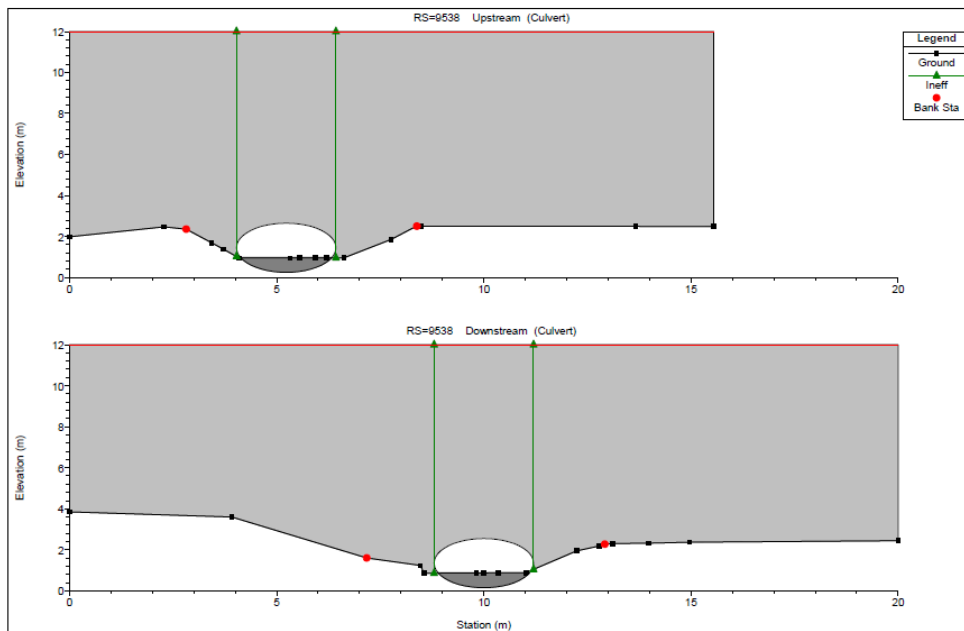 RS=9538 Upstream (Culvert)
Legend
Ground
Ineff
Bank Sta
Elevation (m)
12
10
8
6
4
2
0
0 5 10 15 20
RS=9538 Downstream (Culvert)
Elevation (m)
12
10
8
6
4
2
0
0 5 10 15 20
Station (m)